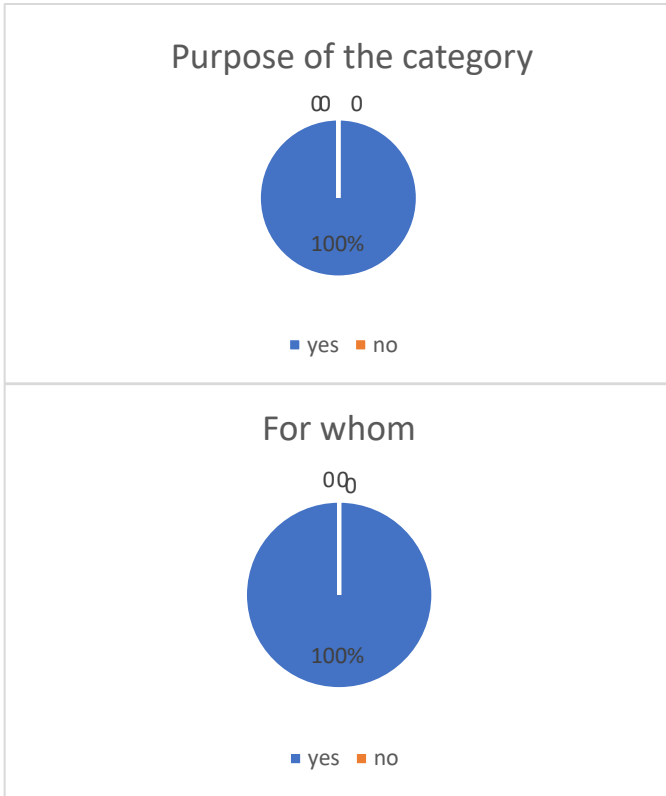 Purpose of the category
00 0
100%
yes no
For whom
000
100%
yes no